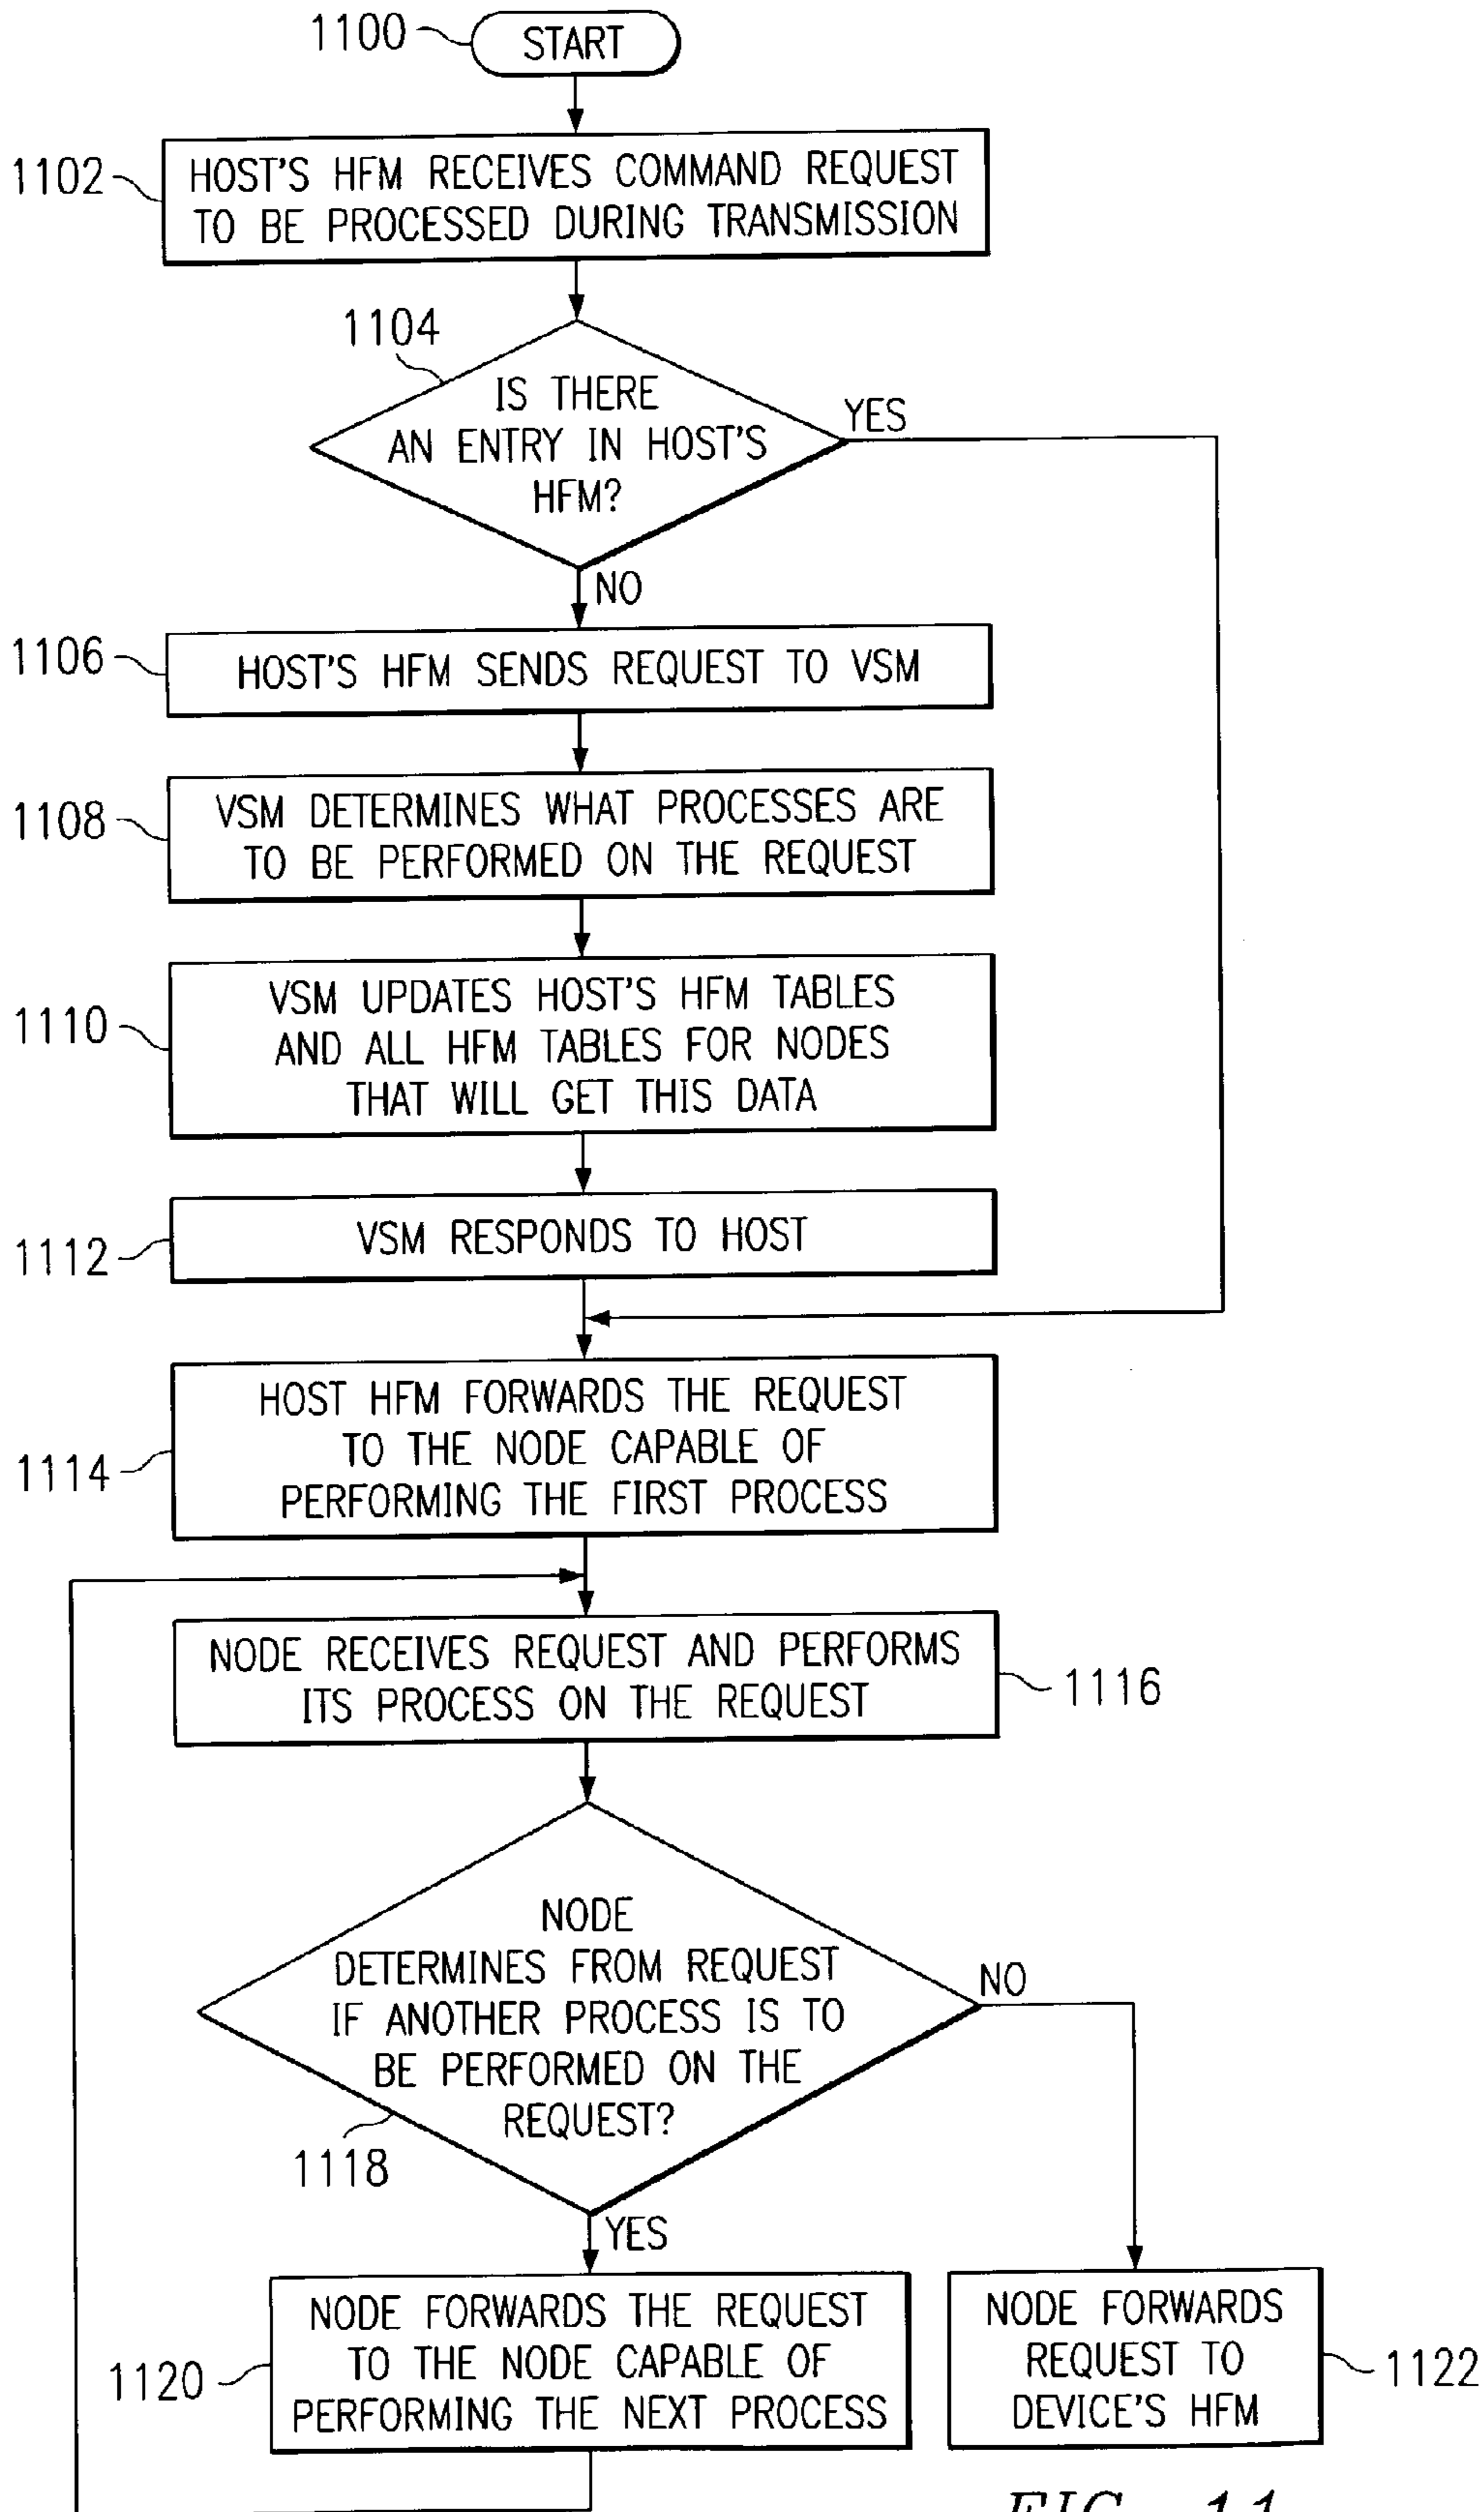 1100
START
1102
HOST'S HFM RECEIVES COMMAND REQUEST
TO BE PROCESSED DURING TRANSMISSION
1104
IS THERE
AN ENTRY IN HOST'S
HFM?
YES
NO
1106
HOST'S HFM SENDS REQUEST TO VSM
1108
VSM DETERMINES WHAT PROCESSES ARE
TO BE PERFORMED ON THE REQUEST
1110
VSM UPDATES HOST'S HFM TABLES
AND ALL HFM TABLES FOR NODES
THAT WILL GET THIS DATA
1112
VSM RESPONDS TO HOST
1114
HOST HFM FORWARDS THE REQUEST
TO THE NODE CAPABLE OF
PERFORMING THE FIRST PROCESS
NODE RECEIVES REQUEST AND PERFORMS
ITS PROCESS ON THE REQUEST
1116
NODE
DETERMINES FROM REQUEST
IF ANOTHER PROCESS IS TO
BE PERFORMED ON THE
REQUEST?
NO
1118
YES
1120
NODE FORWARDS THE REQUEST
TO THE NODE CAPABLE OF
PERFORMING THE NEXT PROCESS
NODE FORWARDS
REQUEST TO
DEVICE'S HFM
1122
FIG. 11